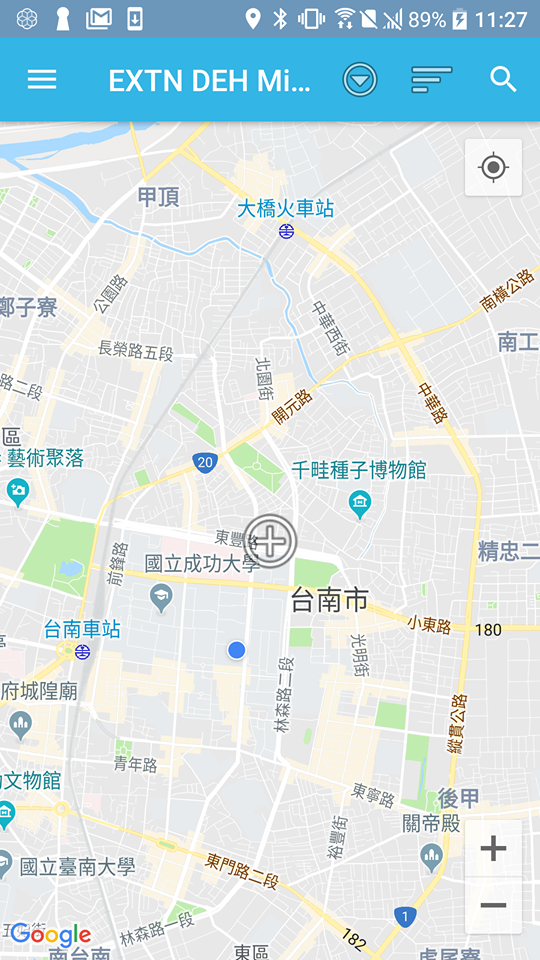 89% 11:27
EXTN DEH Mi...
甲頂
大橋火車站
公園路
南橫公路
鄭子寮
中華西街
南工
長榮路五段
北園街
路二段
中華路
開元路
區
藝術聚落
20
千畦種子博物館
東豐路
精忠二
前鋒路
國立成功大學
台南市
台南車站
小東路
180
光明街
府城隍廟
林森路二段
縱貫公路
青年路
文物館
東寧路
後甲
關帝殿
裕豐街
國立臺南大學
東門路二段
1
林森路一段
182
Google
東區
虎尾寮
南台南